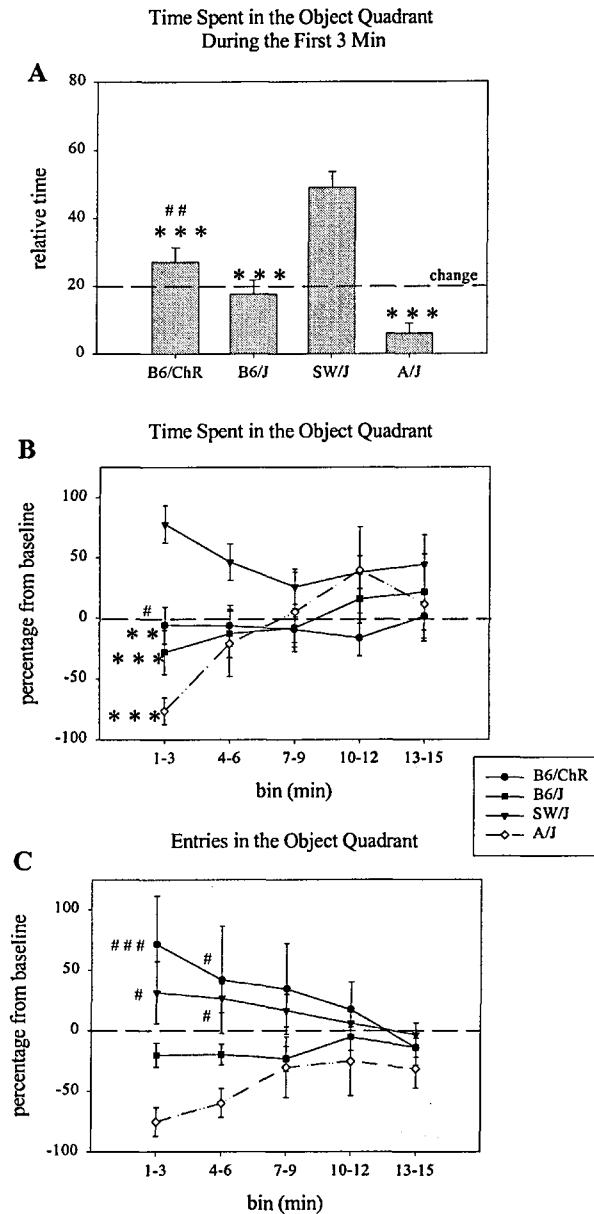 Time Spent in the Object Quadrant
During the First 3 Min
A
80
60
40
20
0
relative time
# #
* * *
* * *
* * *
change
B6/ChR B6/J SW/J A/J
Time Spent in the Object Quadrant
B
100
50
0
-50
-100
percentage from baseline
#
* *
* * *
* * *
1-3 4-6 7-9 10-12 13-15
bin (min)
B6/ChR
B6/J
SW/J
A/J
Entries in the Object Quadrant
C
100
50
0
-50
-100
percentage from baseline
# # #
#
#
#
1-3 4-6 7-9 10-12 13-15
bin (min)